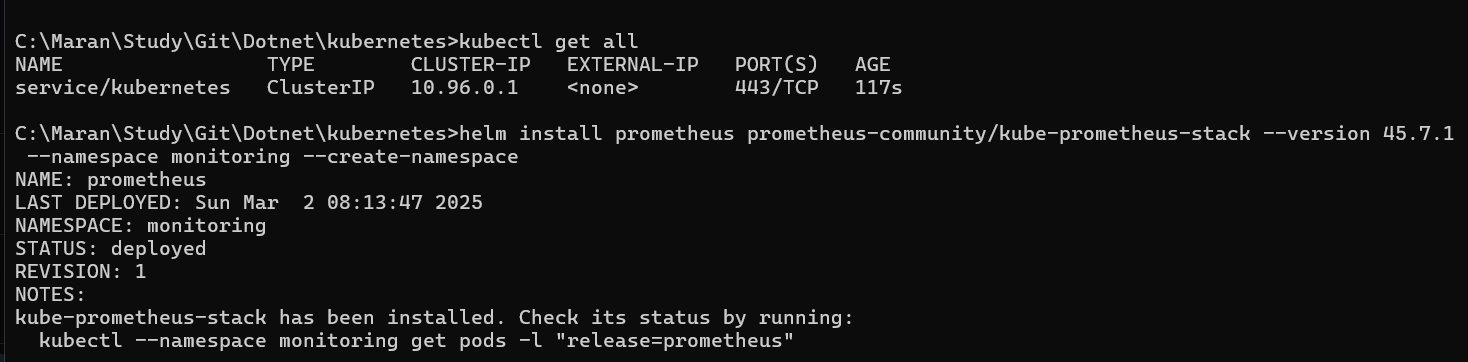 C:\Maran\Study\Git\Dotnet\kubernetes>kubectl get all
NAME                 TYPE        CLUSTER-IP   EXTERNAL-IP   PORT(S)   AGE
service/kubernetes   ClusterIP   10.96.0.1    <none>        443/TCP   117s
C:\Maran\Study\Git\Dotnet\kubernetes>helm install prometheus prometheus-community/kube-prometheus-stack --version 45.7.1
 --namespace monitoring --create-namespace
NAME: prometheus
LAST DEPLOYED: Sun Mar  2 08:13:47 2025
NAMESPACE: monitoring
STATUS: deployed
REVISION: 1
NOTES:
kube-prometheus-stack has been installed. Check its status by running:
  kubectl --namespace monitoring get pods -l "release=prometheus"